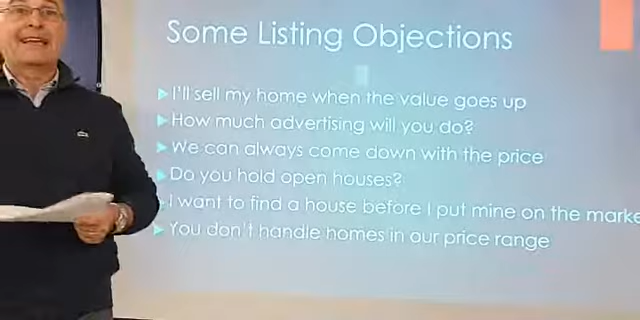 Some Listing Objections
I'll sell my home when the value goes up
How much advertising will you do?
We can always come down with the price
Do you hold open houses?
I want to find a house before I put mine on the marke
You don't handle homes in our price range